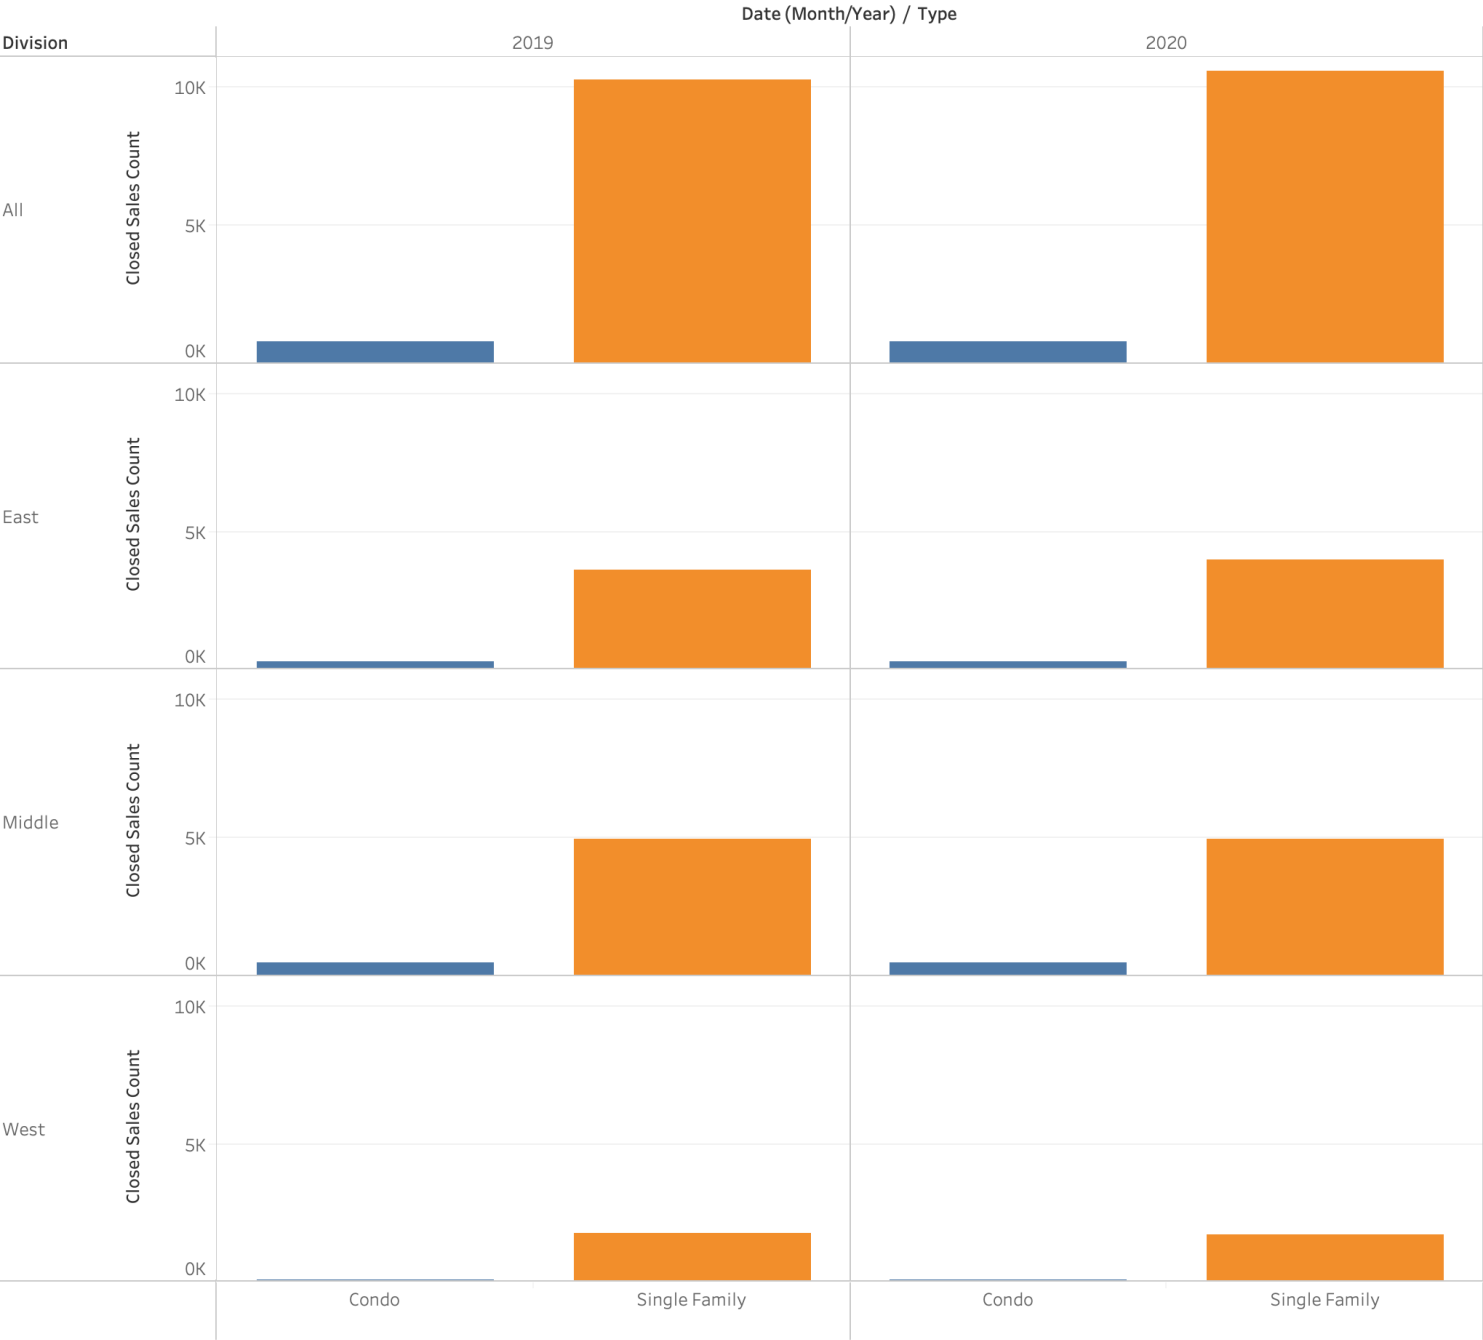 Date (Month/Year) / Type
Division
2019
2020
All
Closed Sales Count
10K
5K
0K
East
Closed Sales Count
10K
5K
0K
Middle
Closed Sales Count
10K
5K
0K
West
Closed Sales Count
10K
5K
0K
Condo
Single Family
Condo
Single Family